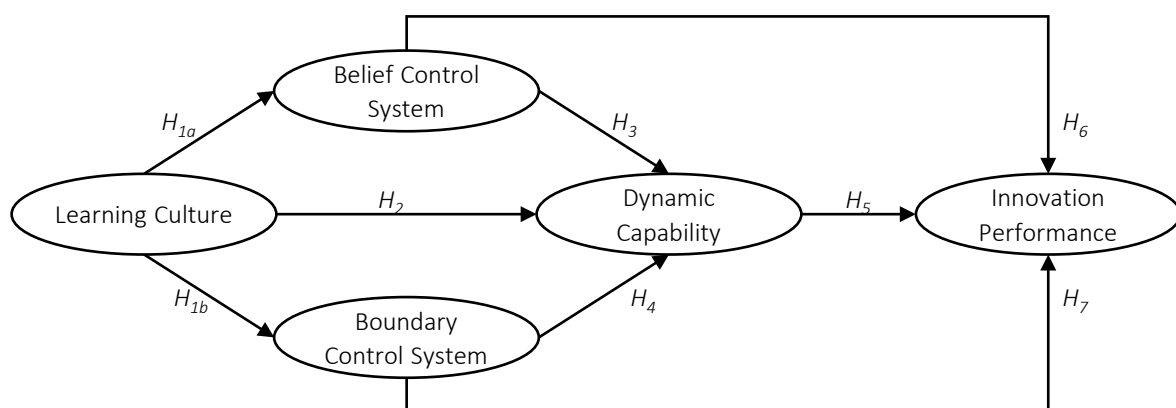 Belief Control
System
H1a
H3
H6
Learning Culture
H2
Dynamic
Capability
H5
Innovation
Performance
H1b
H4
H7
Boundary
Control System